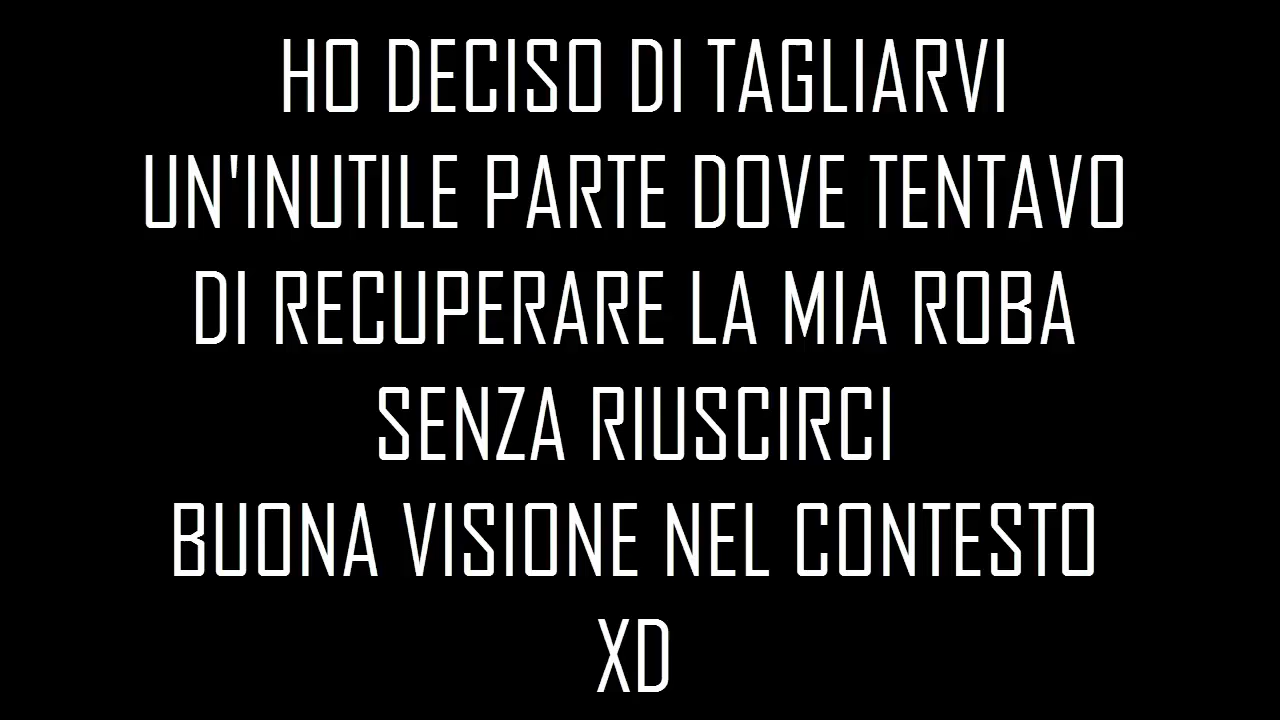 HO DECISO DI TAGLIARVI
UN'INUTILE PARTE DOVE TENTAVO
DI RECUPERARE LA MIA ROBA
SENZA RIUSCIRCI
BUONA VISIONE NEL CONTESTO
XD